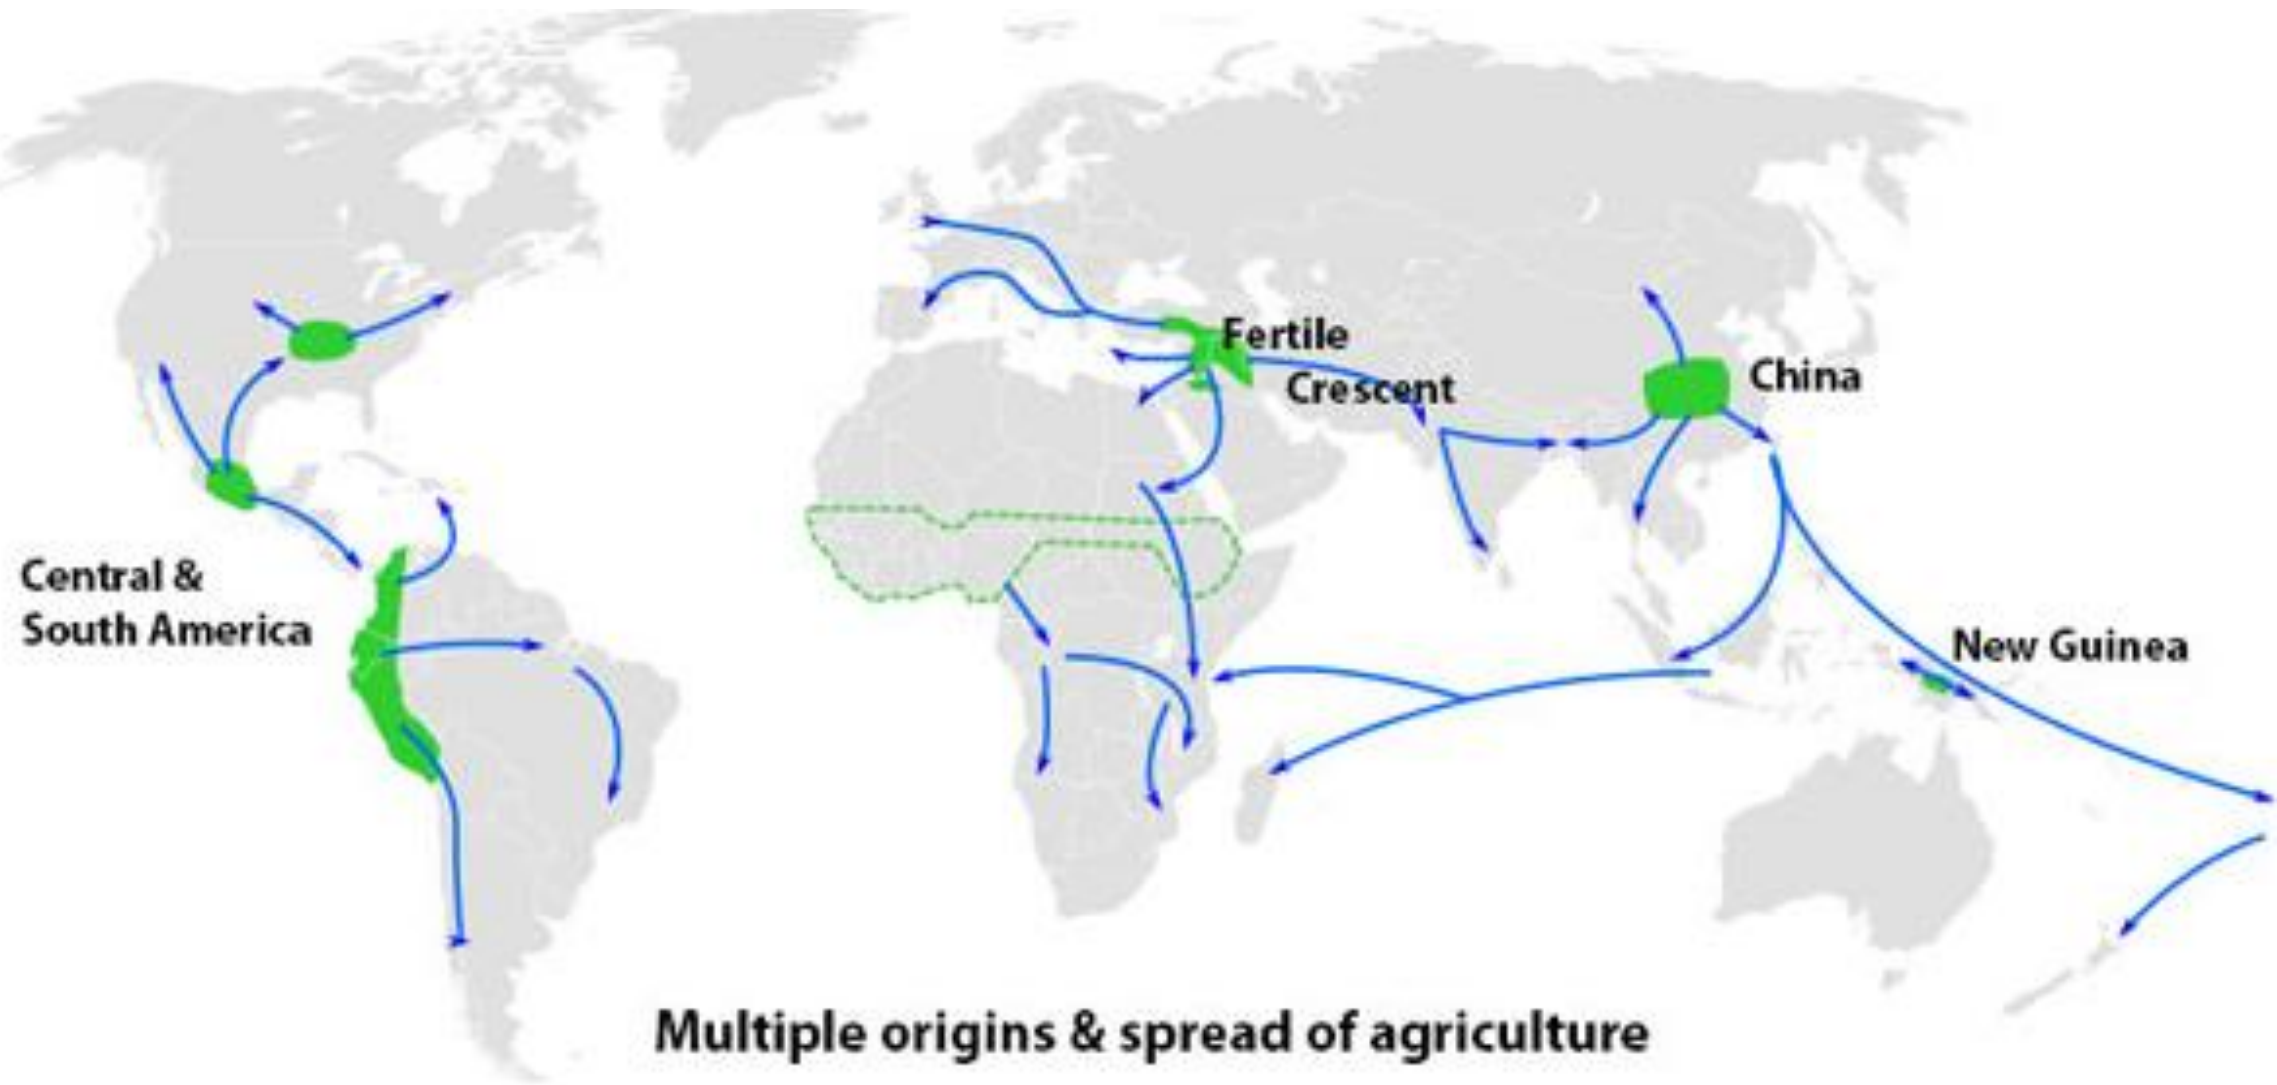 Fertile
Crescent
China
Central &
South America
New Guinea
Multiple origins & spread of agriculture